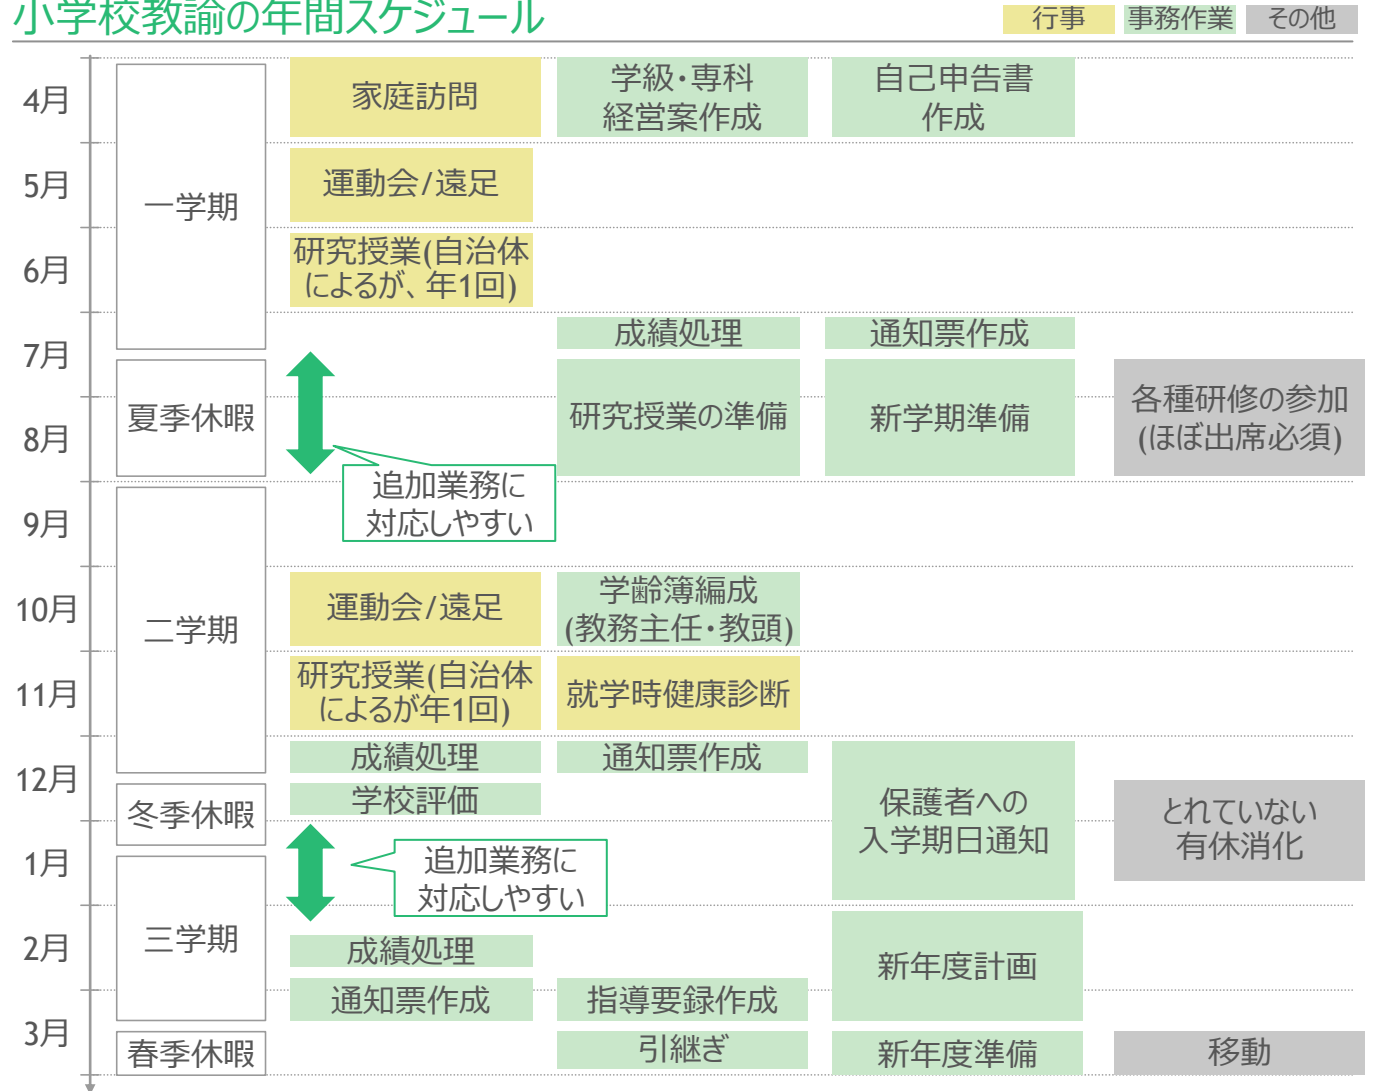 小学校教諭の年間スケジュール
行事
事務作業
その他
4月
一学期
家庭訪問
学級・専科
経営案作成
自己申告書
作成
5月
運動会/遠足
6月
研究授業(自治体
によるが、年1回)
7月
成績処理
通知票作成
夏季休暇
研究授業の準備
新学期準備
各種研修の参加
(ほぼ出席必須)
8月
追加業務に
対応しやすい
9月
二学期
10月
運動会/遠足
学齢簿編成
(教務主任・教頭)
11月
研究授業(自治体
によるが年1回)
就学時健康診断
12月
成績処理
通知票作成
学校評価
保護者への
入学期日通知
とれていない
有休消化
冬季休暇
1月
追加業務に
対応しやすい
三学期
2月
成績処理
新年度計画
通知票作成
指導要録作成
3月
春季休暇
引継ぎ
新年度準備
移動